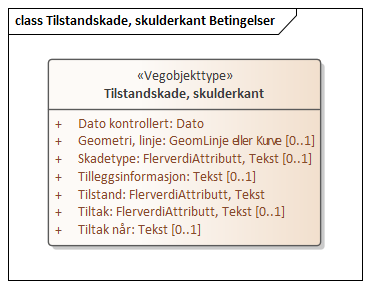 class Tilstandskade, skulderkant Betingelser
«Vegobjekttype»
Tilstandskade, skulderkant
+ Dato kontrollert: Dato
+ Geometri, linje: GeomLinje eller Kurve [0..1]
+ Skadetype: FlerverdiAttributt, Tekst [0..1]
+ Tilleggsinformasjon: Tekst [0..1]
+ Tilstand: FlerverdiAttributt, Tekst
+ Tiltak: FlerverdiAttributt, Tekst [0..1]
+ Tiltak når: Tekst [0..1]